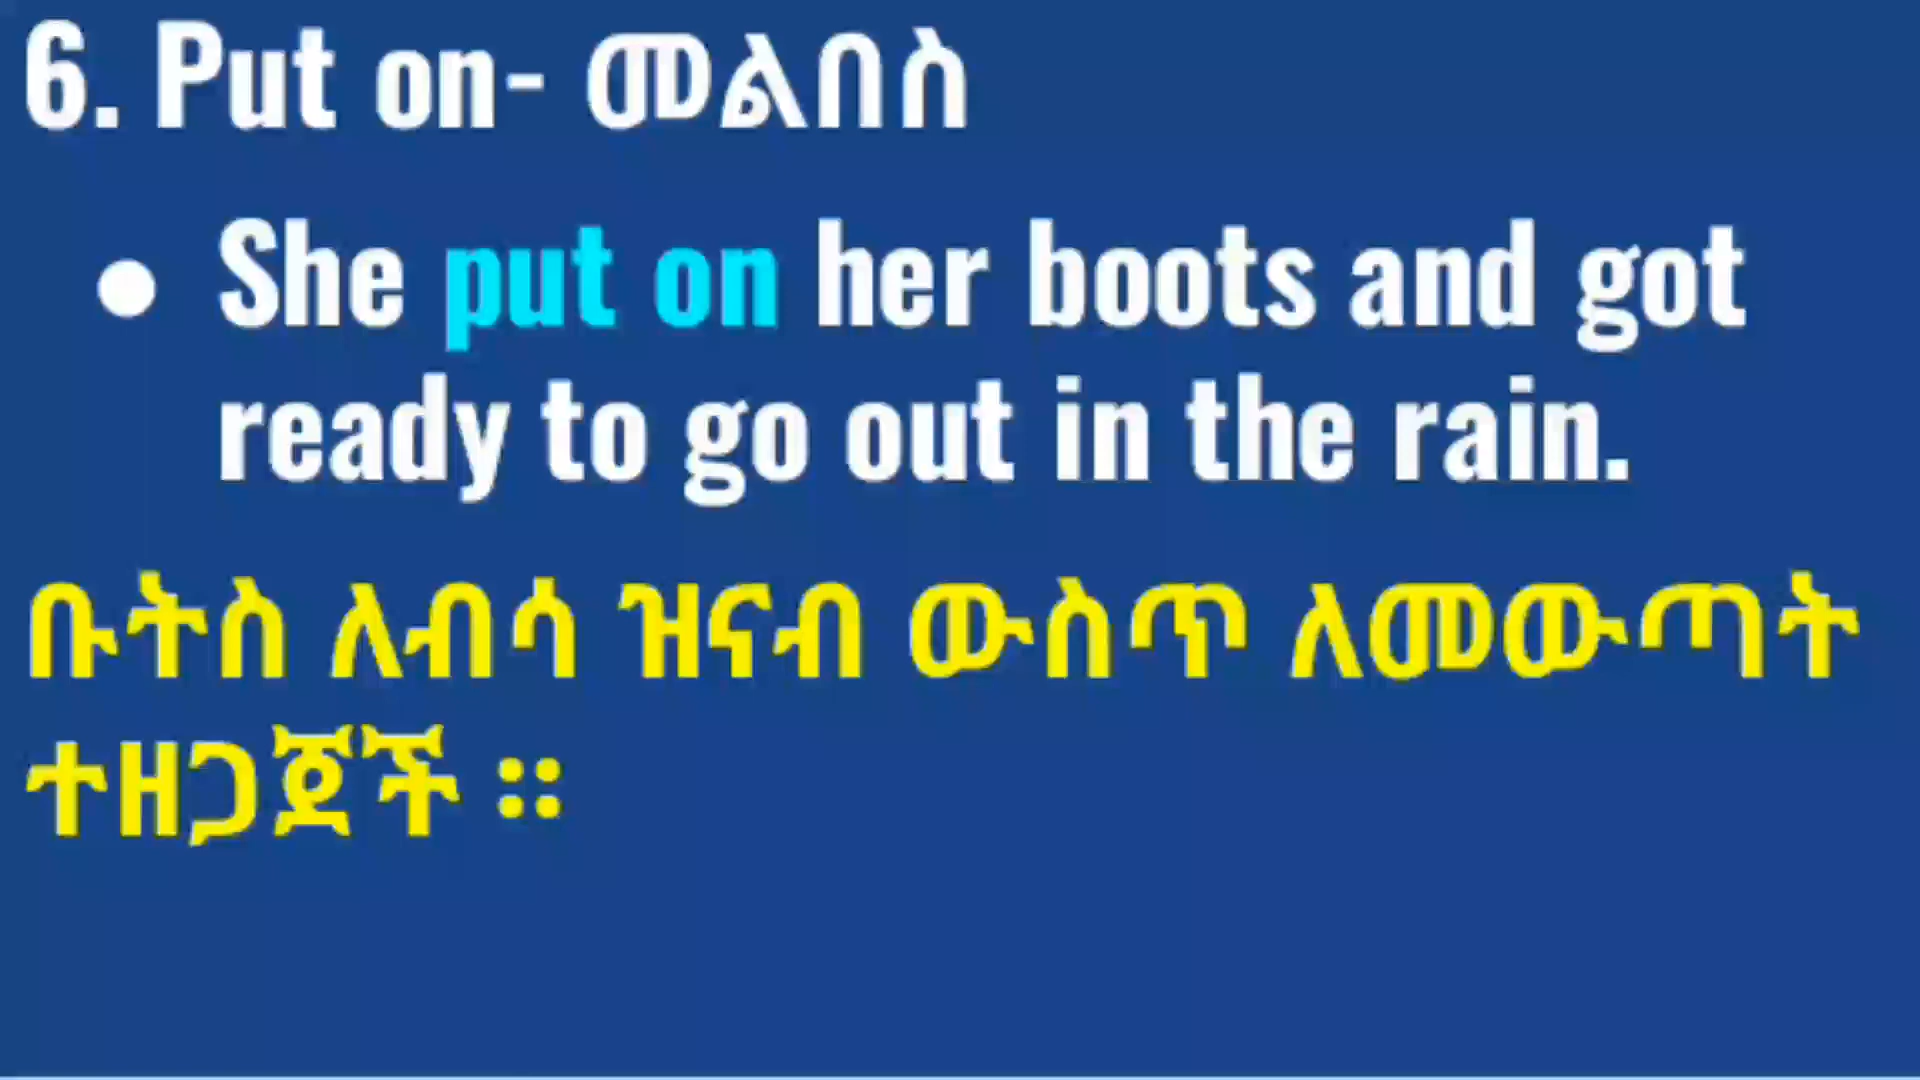 6. Put on- መልበስ
● She put on her boots and got
ready to go out in the rain.
ቡትስ ለብሳ ዝናብ ውስጥ ለመውጣት
ተዘጋጀች ።